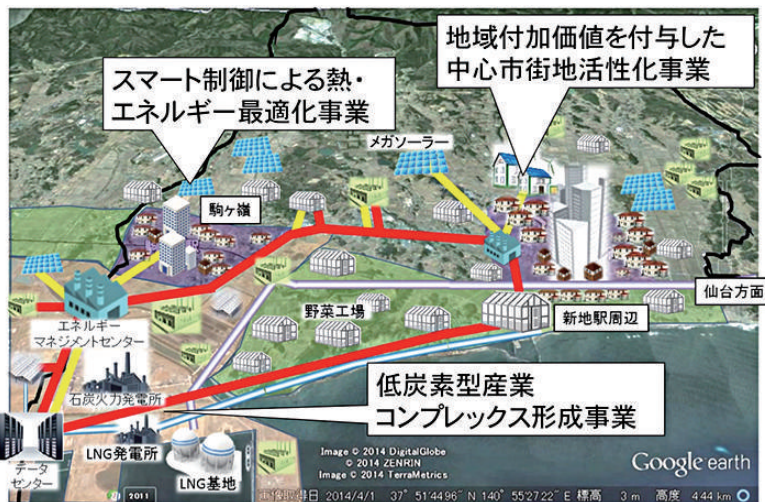 地域付加価値を付与した
中心市街地活性化事業
スマート制御による熱・
エネルギー最適化事業
メガソーラー
駒ヶ嶺
仙台方面
野菜工場
新地駅周辺
エネルギー
マネジメントセンター
石炭火力発電所
低炭素型産業
コンプレックス形成事業
データ
センター
LNG発電所
LNG基地
Image © 2014 DigitalGlobe
© 2014 ZENRIN
Image © 2014 TerraMetrics
Google earth
2011
画像取得日 2014/4/1 37°51'44.96" N 140°55'27.22" E 標高 3 m 高度 4.44 km